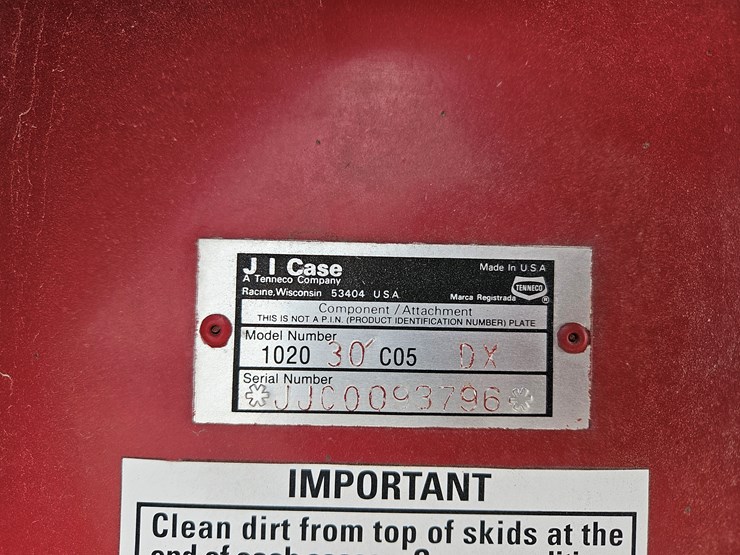 J I Case
A Tenneco Company
Racine, Wisconsin 53404 U S A
Made In U.S.A
TENNECO
®
Marca Registrada
Component / Attachment
THIS IS NOT A P.I.N. (PRODUCT IDENTIFICATION NUMBER) PLATE
Model Number
1020 30' C05 DX
Serial Number
*JJC0093796*
IMPORTANT
Clean dirt from top of skids at the